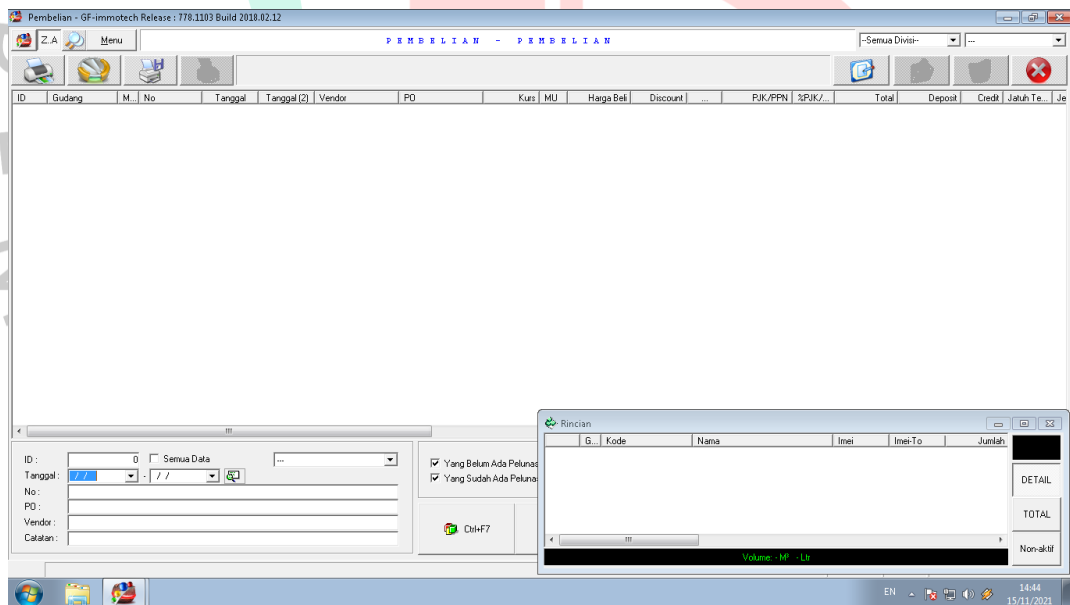 Pembelian - GF-immotech Release : 778.1103 Build 2018.02.12
Z.A Menu PEMBELIAN - PEMBELIAN --Semua Divisi-- ---
ID Gudang M... No Tanggal Tanggal (2) Vendor PO Kurs MU Harga Beli Discount ... PJK/PPN %PJK/... Total Deposit Credit Jatuh Te... Je
Rincian
G... Kode Nama Imei Imei-To Jumlah
ID : 0 Semua Data ---
Yang Belum Ada Pelunas
Tanggal : / / - / /
Yang Sudah Ada Peluna
DETAIL
No :
PO :
TOTAL
Vendor :
Ctrl+F7
Catatan :
Non-aktif
Volume: - M³ - Ltr
EN 14:44
15/11/2021